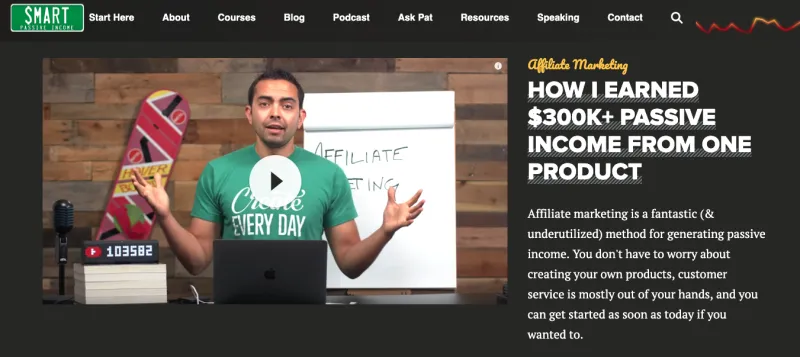 SMART
PASSIVE INCOME
Start Here
About
Courses
Blog
Podcast
Ask Pat
Resources
Speaking
Contact
AFFILIATE
ETING
Create
EVERY DAY
HOVER
BOARD
103582
Affiliate Marketing
HOW I EARNED
$300K+ PASSIVE
INCOME FROM ONE
PRODUCT
Affiliate marketing is a fantastic (&
underutilized) method for generating passive
income. You don't have to worry about
creating your own products, customer
service is mostly out of your hands, and you
can get started as soon as today if you
wanted to.